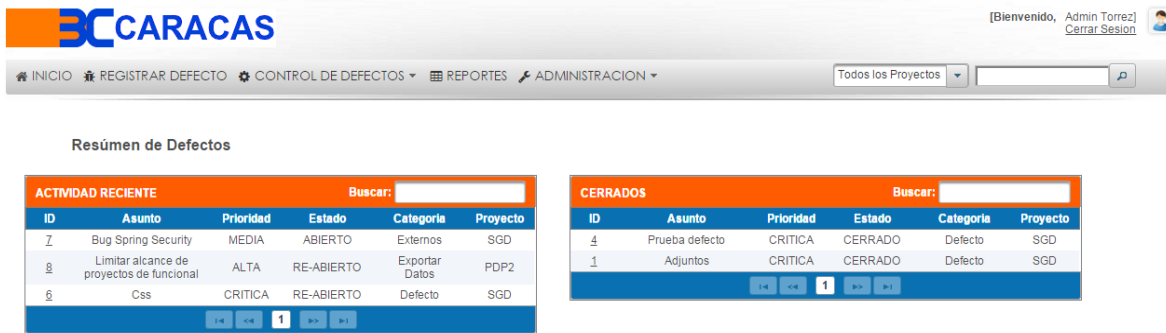 BC CARACAS
[Bienvenido, Admin Torrez]
Cerrar Sesion
INICIO REGISTRAR DEFECTO CONTROL DE DEFECTOS REPORTES ADMINISTRACION Todos los Proyectos
Resúmen de Defectos
ACTIVIDAD RECIENTE Buscar:
ID Asunto Prioridad Estado Categoria Proyecto
7 Bug Spring Security MEDIA ABIERTO Externos SGD
8 Limitar alcance de proyectos de funcional ALTA RE-ABIERTO Exportar Datos PDP2
6 Css CRITICA RE-ABIERTO Defecto SGD
1
CERRADOS Buscar:
ID Asunto Prioridad Estado Categoria Proyecto
4 Prueba defecto CRITICA CERRADO Defecto SGD
1 Adjuntos CRITICA CERRADO Defecto SGD
1